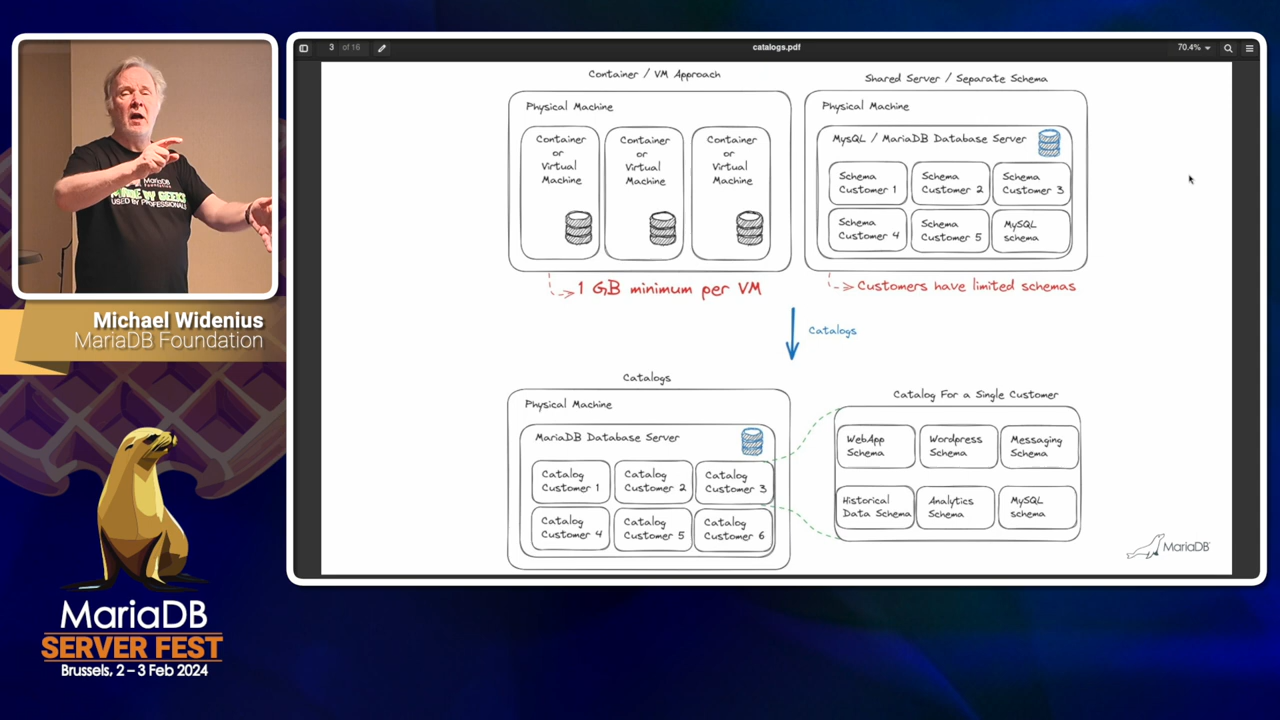 3 of 16
catalogs.pdf
70.4%
Container / VM Approach
Physical Machine
Container
or
Virtual
Machine
Container
or
Virtual
Machine
Container
or
Virtual
Machine
1 GB minimum per VM
Shared Server / Separate Schema
Physical Machine
MySQL / MariaDB Database Server
Schema
Customer 1
Schema
Customer 2
Schema
Customer 3
Schema
Customer 4
Schema
Customer 5
MySQL
schema
Customers have limited schemas
Catalogs
Catalogs
Physical Machine
MariaDB Database Server
Catalog
Customer 1
Catalog
Customer 2
Catalog
Customer 3
Catalog
Customer 4
Catalog
Customer 5
Catalog
Customer 6
Catalog For a Single Customer
WebApp
Schema
Wordpress
Schema
Messaging
Schema
Historical
Data Schema
Analytics
Schema
MySQL
schema
MariaDB
MariaDB
Foundation
GEEKS
USED BY PROFESSIONALS
Michael Widenius
MariaDB Foundation
MariaDB
SERVER FEST
Brussels, 2 – 3 Feb 2024